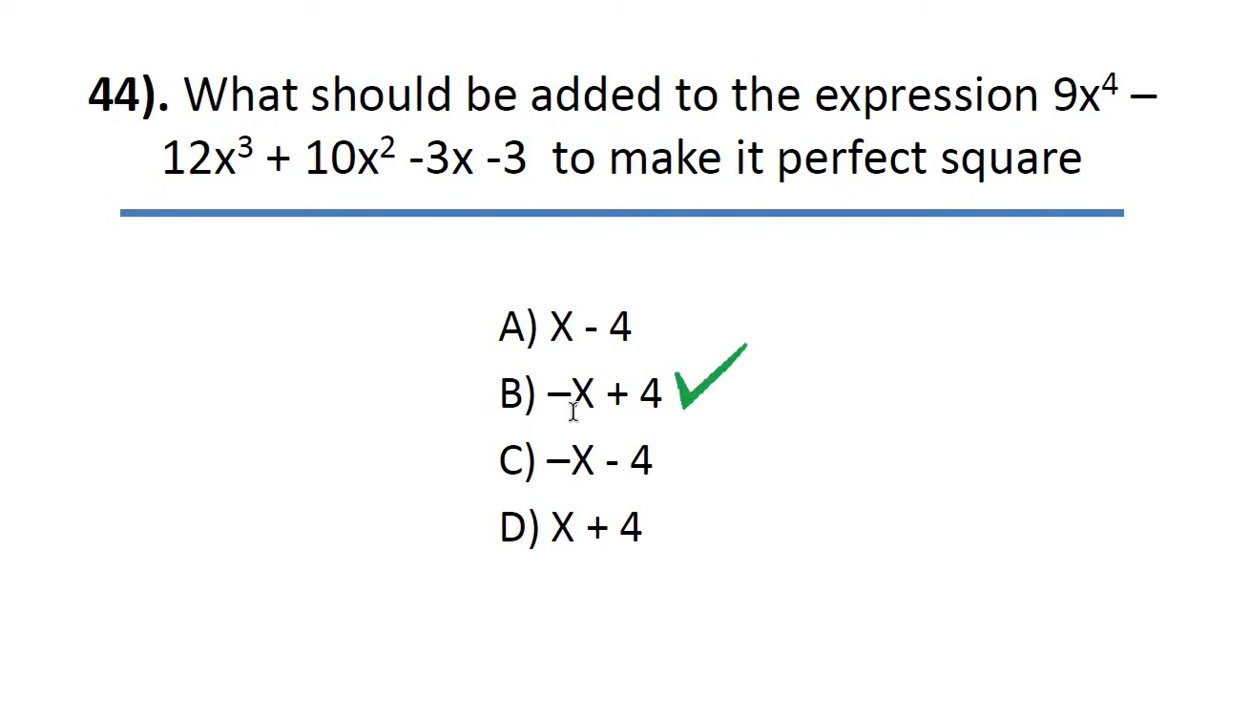 44). What should be added to the expression 9x⁴ –
12x³ + 10x² -3x -3 to make it perfect square
A) X - 4
B) –X + 4
C) –X - 4
D) X + 4